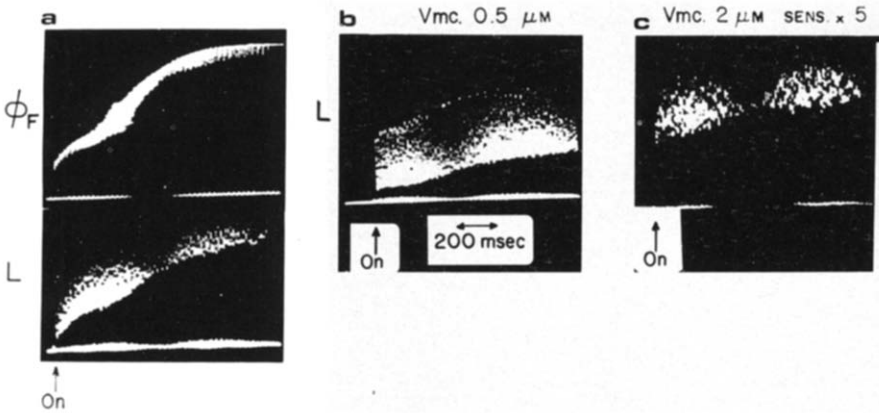 a
b Vmc. 0.5 μM
c Vmc. 2 μM SENS. x 5
ϕF
L
L
200 msec
On
On
On